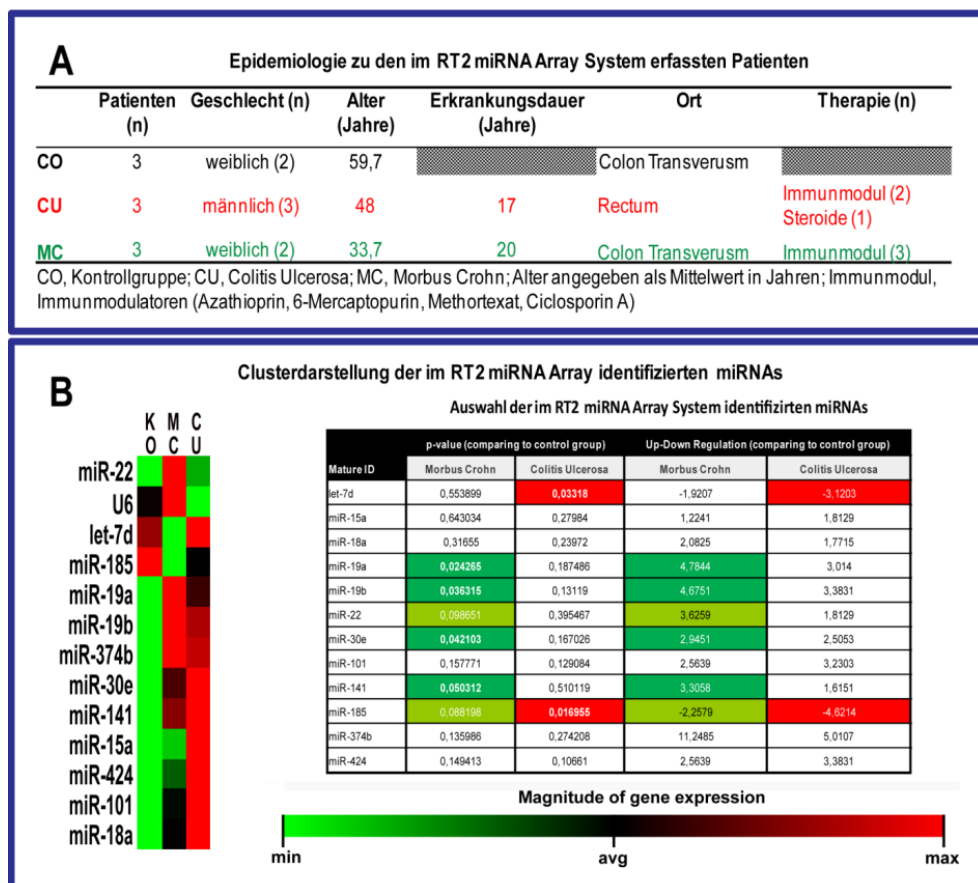 A
Epidemiologie zu den im RT2 miRNA Array System erfassten Patienten
Patienten (n) Geschlecht (n) Alter (Jahre) Erkrankungsdauer (Jahre) Ort Therapie (n)
CO 3 weiblich (2) 59,7 Colon Transverusm
CU 3 männlich (3) 48 17 Rectum Immunmodul (2) Steroide (1)
MC 3 weiblich (2) 33,7 20 Colon Transverusm Immunmodul (3)
CO, Kontrollgruppe; CU, Colitis Ulcerosa; MC, Morbus Crohn; Alter angegeben als Mittelwert in Jahren; Immunmodul,
Immunmodulatoren (Azathioprin, 6-Mercaptopurin, Methortexat, Ciclosporin A)
B
Clusterdarstellung der im RT2 miRNA Array identifizierten miRNAs
KO MC CU
miR-22
U6
let-7d
miR-185
miR-19a
miR-19b
miR-374b
miR-30e
miR-141
miR-15a
miR-424
miR-101
miR-18a
Auswahl der im RT2 miRNA Array System identifizirten miRNAs
p-value (comparing to control group) Up-Down Regulation (comparing to control group)
Mature ID Morbus Crohn Colitis Ulcerosa Morbus Crohn Colitis Ulcerosa
let-7d 0,553899 0,03318 -1,9207 -3,1203
miR-15a 0,643034 0,27984 1,2241 1,8129
miR-18a 0,31655 0,23972 2,0825 1,7715
miR-19a 0,024265 0,187486 4,7844 3,014
miR-19b 0,036315 0,13119 4,6751 3,3831
miR-22 0,098651 0,395467 3,6259 1,8129
miR-30e 0,042103 0,167026 2,9451 2,5053
miR-101 0,157771 0,129084 2,5639 3,2303
miR-141 0,050312 0,510119 3,3058 1,6151
miR-185 0,088198 0,016955 -2,2579 -4,6214
miR-374b 0,135986 0,274208 11,2485 5,0107
miR-424 0,149413 0,10661 2,5639 3,3831
Magnitude of gene expression
min avg max